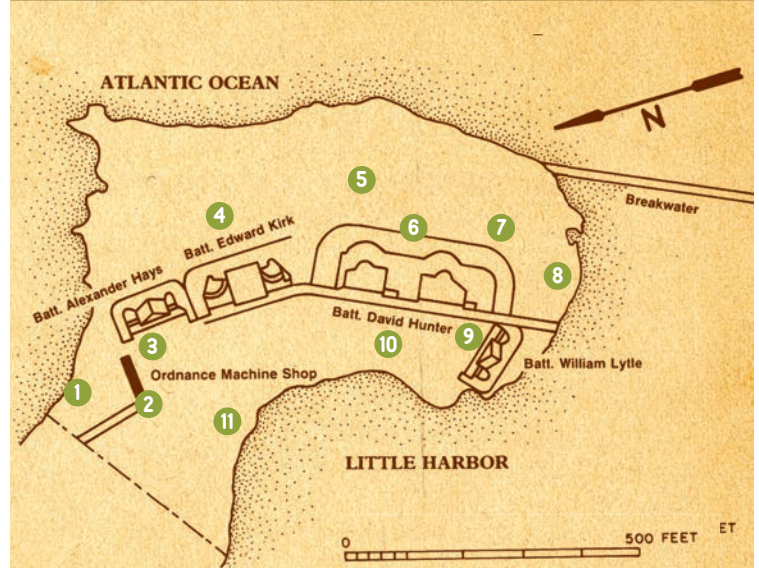 ATLANTIC OCEAN
N
5
Breakwater
4
Batt. Edward Kirk
6
7
Batt. Alexander Hays
8
3
Batt. David Hunter
9
10
Ordnance Machine Shop
Batt. William Lytle
1
2
11
LITTLE HARBOR
0
500 FEET
ET